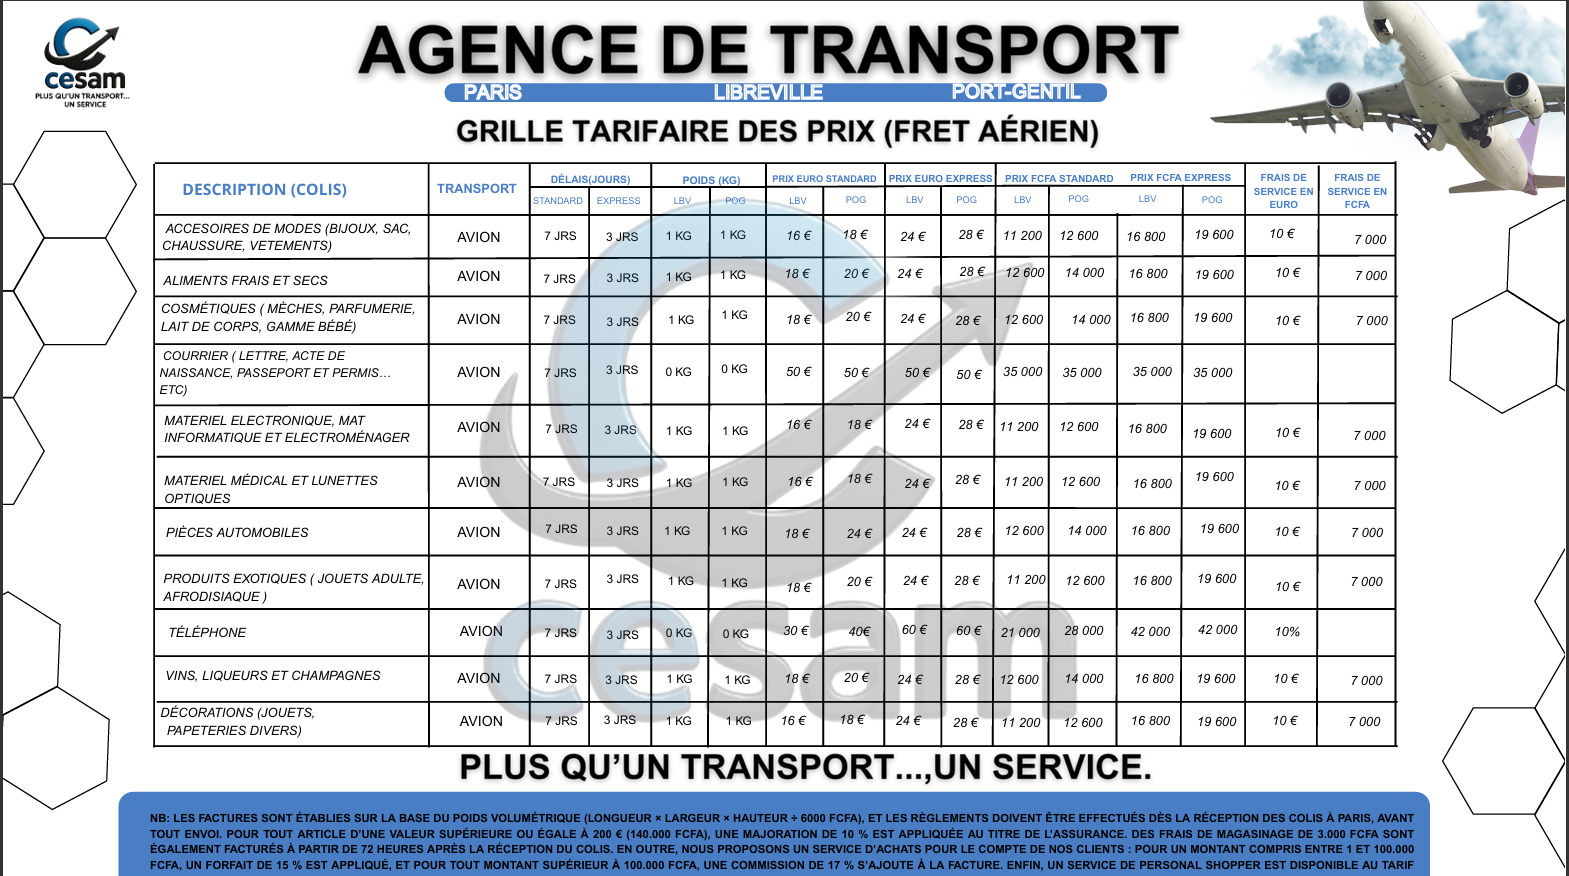 cesam
PLUS QU'UN TRANSPORT...
UN SERVICE
AGENCE DE TRANSPORT
PARIS LIBREVILLE PORT-GENTIL
GRILLE TARIFAIRE DES PRIX (FRET AÉRIEN)
DESCRIPTION (COLIS) TRANSPORT DÉLAIS(JOURS) POIDS (KG) PRIX EURO STANDARD PRIX EURO EXPRESS PRIX FCFA STANDARD PRIX FCFA EXPRESS FRAIS DE SERVICE EN EURO FRAIS DE SERVICE EN FCFA
STANDARD EXPRESS LBV POG LBV POG LBV POG LBV POG LBV POG
ACCESOIRES DE MODES (BIJOUX, SAC,
CHAUSSURE, VETEMENTS) AVION 7 JRS 3 JRS 1 KG 1 KG 16 € 18 € 24 € 28 € 11 200 12 600 16 800 19 600 10 € 7 000
ALIMENTS FRAIS ET SECS AVION 7 JRS 3 JRS 1 KG 1 KG 18 € 20 € 24 € 28 € 12 600 14 000 16 800 19 600 10 € 7 000
COSMÉTIQUES ( MÈCHES, PARFUMERIE,
LAIT DE CORPS, GAMME BÉBÉ) AVION 7 JRS 3 JRS 1 KG 1 KG 18 € 20 € 24 € 28 € 12 600 14 000 16 800 19 600 10 € 7 000
COURRIER ( LETTRE, ACTE DE
NAISSANCE, PASSEPORT ET PERMIS...
ETC) AVION 7 JRS 3 JRS 0 KG 0 KG 50 € 50 € 50 € 50 € 35 000 35 000 35 000 35 000
MATERIEL ELECTRONIQUE, MAT
INFORMATIQUE ET ELECTROMÉNAGER AVION 7 JRS 3 JRS 1 KG 1 KG 16 € 18 € 24 € 28 € 11 200 12 600 16 800 19 600 10 € 7 000
MATERIEL MÉDICAL ET LUNETTES
OPTIQUES AVION 7 JRS 3 JRS 1 KG 1 KG 16 € 18 € 24 € 28 € 11 200 12 600 16 800 19 600 10 € 7 000
PIÈCES AUTOMOBILES AVION 7 JRS 3 JRS 1 KG 1 KG 18 € 24 € 24 € 28 € 12 600 14 000 16 800 19 600 10 € 7 000
PRODUITS EXOTIQUES ( JOUETS ADULTE,
AFRODISIAQUE ) AVION 7 JRS 3 JRS 1 KG 1 KG 18 € 20 € 24 € 28 € 11 200 12 600 16 800 19 600 10 € 7 000
TÉLÉPHONE AVION 7 JRS 3 JRS 0 KG 0 KG 30 € 40€ 60 € 60 € 21 000 28 000 42 000 42 000 10%
VINS, LIQUEURS ET CHAMPAGNES AVION 7 JRS 3 JRS 1 KG 1 KG 18 € 20 € 24 € 28 € 12 600 14 000 16 800 19 600 10 € 7 000
DÉCORATIONS (JOUETS,
PAPETERIES DIVERS) AVION 7 JRS 3 JRS 1 KG 1 KG 16 € 18 € 24 € 28 € 11 200 12 600 16 800 19 600 10 € 7 000
cesam
PLUS QU'UN TRANSPORT...,UN SERVICE.
NB: LES FACTURES SONT ÉTABLIES SUR LA BASE DU POIDS VOLUMÉTRIQUE (LONGUEUR × LARGEUR × HAUTEUR ÷ 6000 FCFA), ET LES RÈGLEMENTS DOIVENT ÊTRE EFFECTUÉS DÈS LA RÉCEPTION DES COLIS À PARIS, AVANT
TOUT ENVOI. POUR TOUT ARTICLE D'UNE VALEUR SUPÉRIEURE OU ÉGALE À 200 € (140.000 FCFA), UNE MAJORATION DE 10 % EST APPLIQUÉE AU TITRE DE L'ASSURANCE. DES FRAIS DE MAGASINAGE DE 3.000 FCFA SONT
ÉGALEMENT FACTURÉS À PARTIR DE 72 HEURES APRÈS LA RÉCEPTION DU COLIS. EN OUTRE, NOUS PROPOSONS UN SERVICE D'ACHATS POUR LE COMPTE DE NOS CLIENTS : POUR UN MONTANT COMPRIS ENTRE 1 ET 100.000
FCFA, UN FORFAIT DE 15 % EST APPLIQUÉ, ET POUR TOUT MONTANT SUPÉRIEUR À 100.000 FCFA, UNE COMMISSION DE 17 % S'AJOUTE À LA FACTURE. ENFIN, UN SERVICE DE PERSONAL SHOPPER EST DISPONIBLE AU TARIF